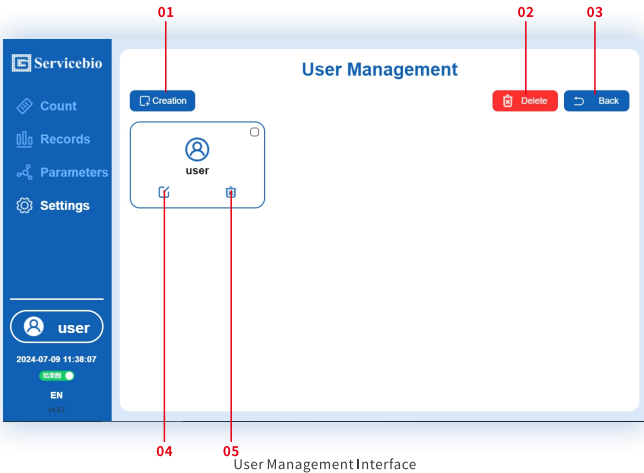 01
02
03
Servicebio
User Management
Creation
Delete
Back
Count
Records
Parameters
Settings
user
user
2024-07-09 11:38:07
EN
04
05
User Management Interface